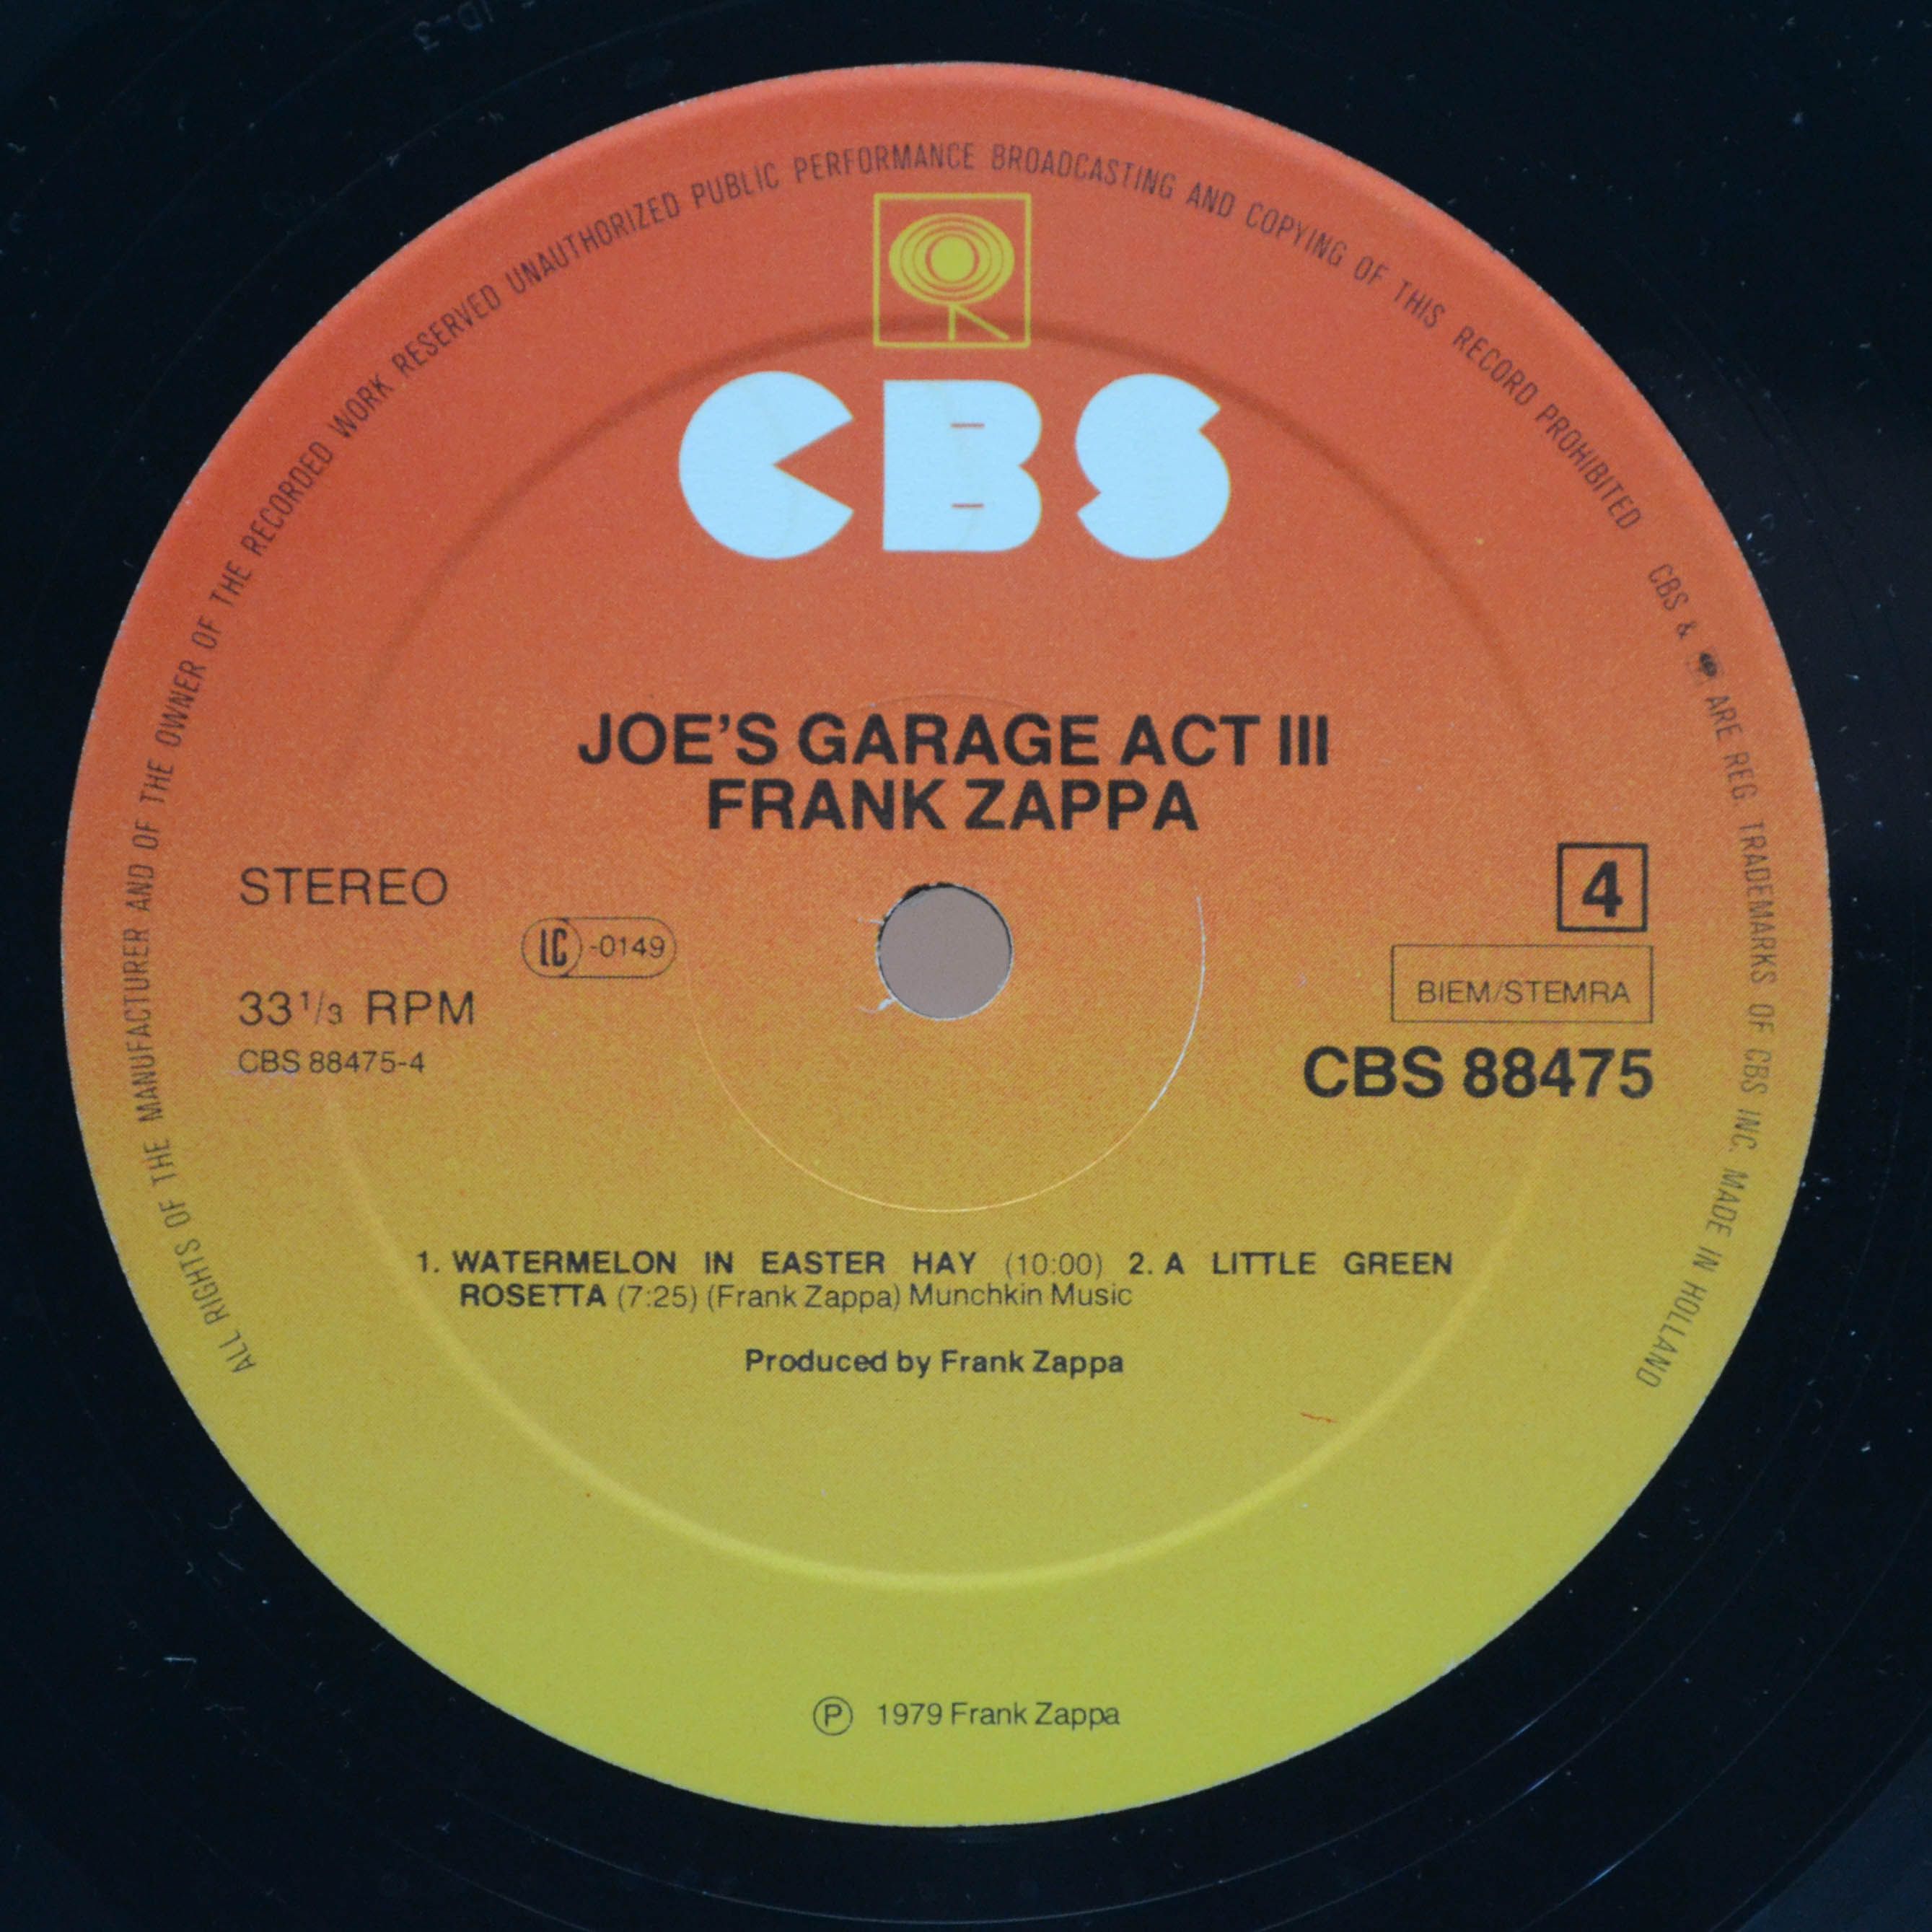 ALL RIGHTS OF THE MANUFACTURER AND OF THE OWNER OF THE RECORDED WORK RESERVED UNAUTHORIZED PUBLIC PERFORMANCE BROADCASTING AND COPYING OF THIS RECORD PROHIBITED CBS & ARE REG. TRADEMARKS OF CBS INC. MADE IN HOLLAND
CBS
JOE'S GARAGE ACT III
FRANK ZAPPA
STEREO
4
LC -0149
BIEM/STEMRA
33 1/3 RPM
CBS 88475-4
CBS 88475
1. WATERMELON IN EASTER HAY (10:00) 2. A LITTLE GREEN
ROSETTA (7:25) (Frank Zappa) Munchkin Music
Produced by Frank Zappa
Ⓟ 1979 Frank Zappa